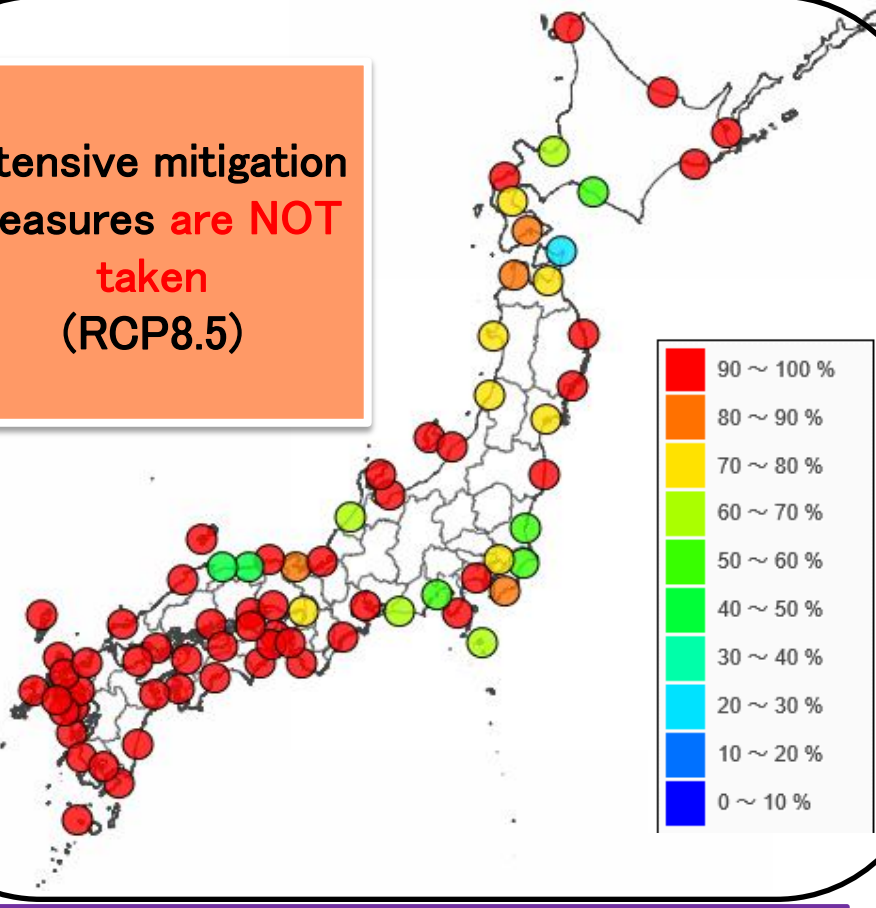 tensive mitigation
easures are NOT
taken
(RCP8.5)
90 ～ 100 %
80 ～ 90 %
70 ～ 80 %
60 ～ 70 %
50 ～ 60 %
40 ～ 50 %
30 ～ 40 %
20 ～ 30 %
10 ～ 20 %
0 ～ 10 %